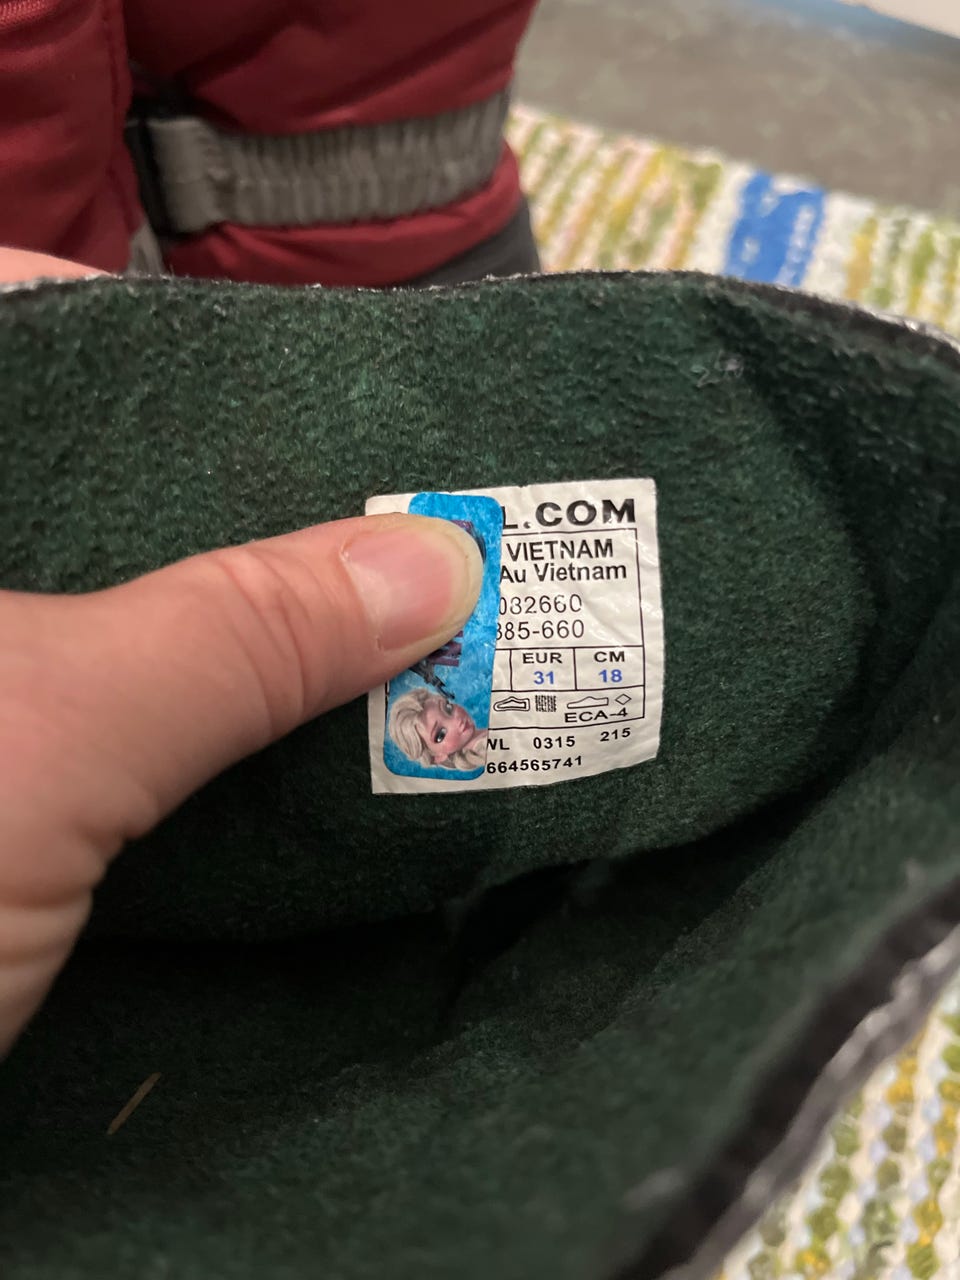 L.COM
VIETNAM
Au Vietnam
082660
385-660
EUR CM
31 18
ECA-4
WL 0315 215
664565741